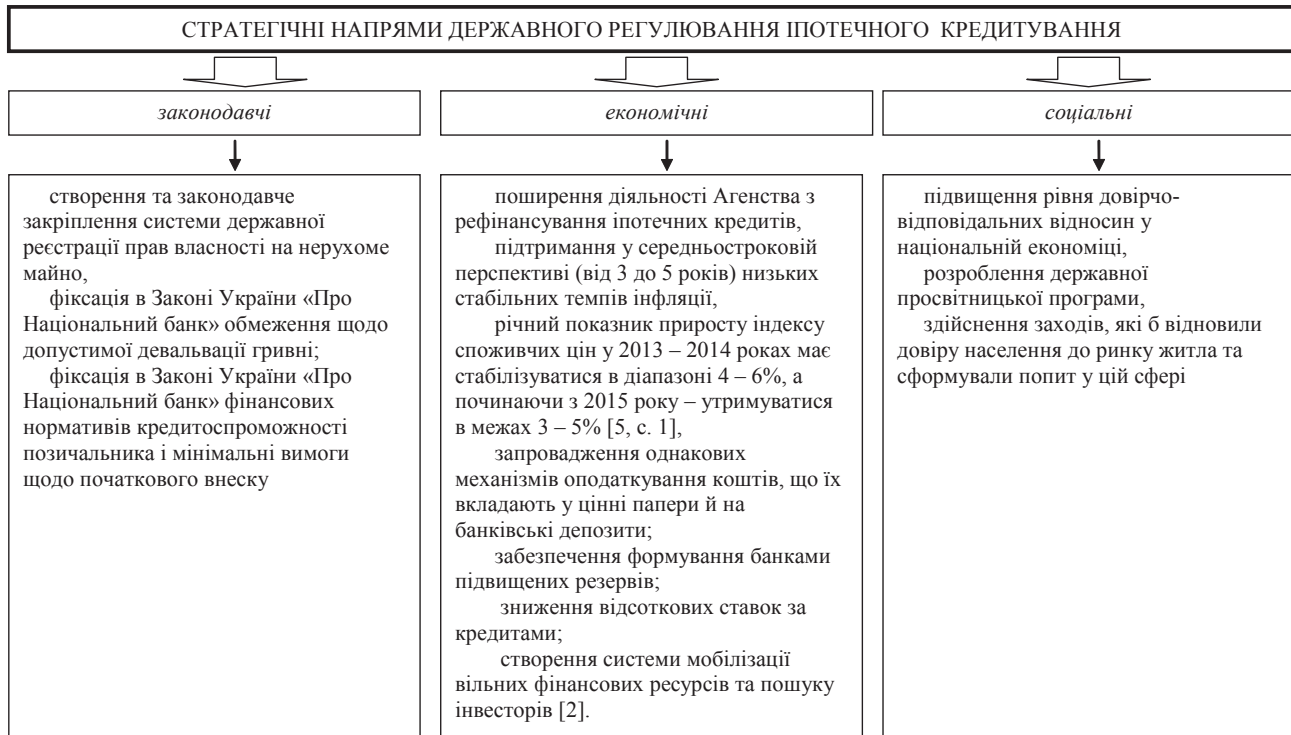 СТРАТЕГІЧНІ НАПРЯМИ ДЕРЖАВНОГО РЕГУЛЮВАННЯ ІПОТЕЧНОГО КРЕДИТУВАННЯ
законодавчі
створення та законодавче
закріплення системи державної
реєстрації прав власності на нерухоме
майно,
фіксація в Законі України «Про
Національний банк» обмеження щодо
допустимої девальвації гривні;
фіксація в Законі України «Про
Національний банк» фінансових
нормативів кредитоспроможності
позичальника і мінімальні вимоги
щодо початкового внеску
економічні
поширення діяльності Агенства з
рефінансування іпотечних кредитів,
підтримання у середньостроковій
перспективі (від 3 до 5 років) низьких
стабільних темпів інфляції,
річний показник приросту індексу
споживчих цін у 2013 – 2014 роках має
стабілізуватися в діапазоні 4 – 6%, а
починаючи з 2015 року – утримуватися
в межах 3 – 5% [5, с. 1],
запровадження однакових
механізмів оподаткування коштів, що їх
вкладають у цінні папери й на
банківські депозити;
забезпечення формування банками
підвищених резервів;
зниження відсоткових ставок за
кредитами;
створення системи мобілізації
вільних фінансових ресурсів та пошуку
інвесторів [2].
соціальні
підвищення рівня довірчо-
відповідальних відносин у
національній економіці,
розроблення державної
просвітницької програми,
здійснення заходів, які б відновили
довіру населення до ринку житла та
сформували попит у цій сфері